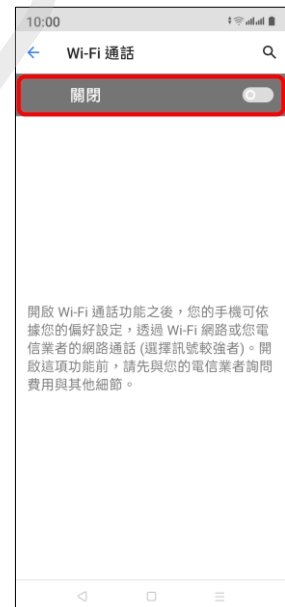 10:00
Wi-Fi 通話
關閉
開啟 Wi-Fi 通話功能之後，您的手機可依
據您的偏好設定，透過 Wi-Fi 網路或您電
信業者的網路通話 (選擇訊號較強者)。開
啟這項功能前，請先與您的電信業者詢問
費用與其他細節。